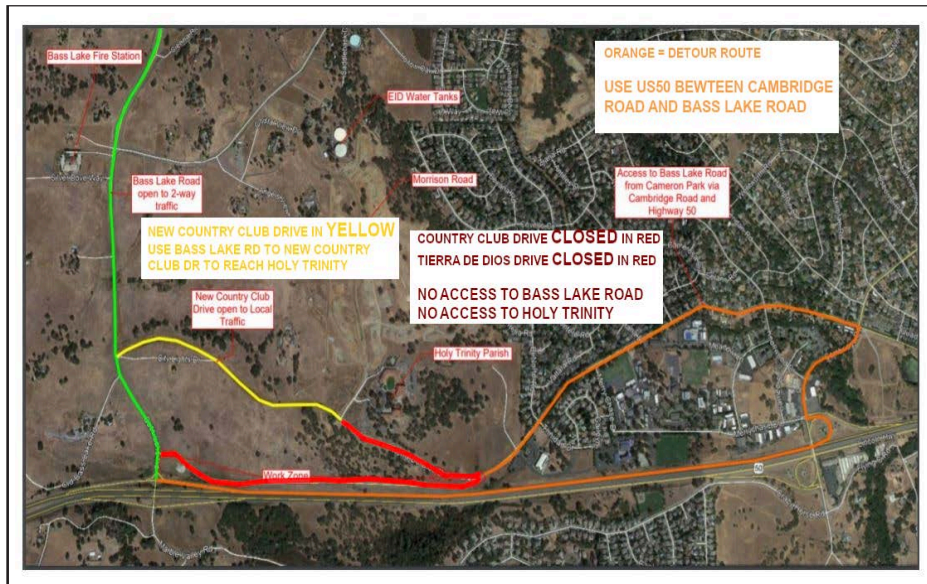 Bass Lake Fire Station
ORANGE = DETOUR ROUTE
USE US50 BEWTEEN CAMBRIDGE
ROAD AND BASS LAKE ROAD
EID Water Tanks
Bass Lake Road
open to 2-way
traffic
Morrison Road
Access to Bass Lake Road
from Cameron Park via
Cambridge Road and
Highway 50
NEW COUNTRY CLUB DRIVE IN YELLOW
USE BASS LAKE RD TO NEW COUNTRY
CLUB DR TO REACH HOLY TRINITY
COUNTRY CLUB DRIVE CLOSED IN RED
TIERRA DE DIOS DRIVE CLOSED IN RED
NO ACCESS TO BASS LAKE ROAD
NO ACCESS TO HOLY TRINITY
New Country Club
Drive open to Local
Traffic
Holy Trinity Parish
Work Zone
50
Marble Valley Rd